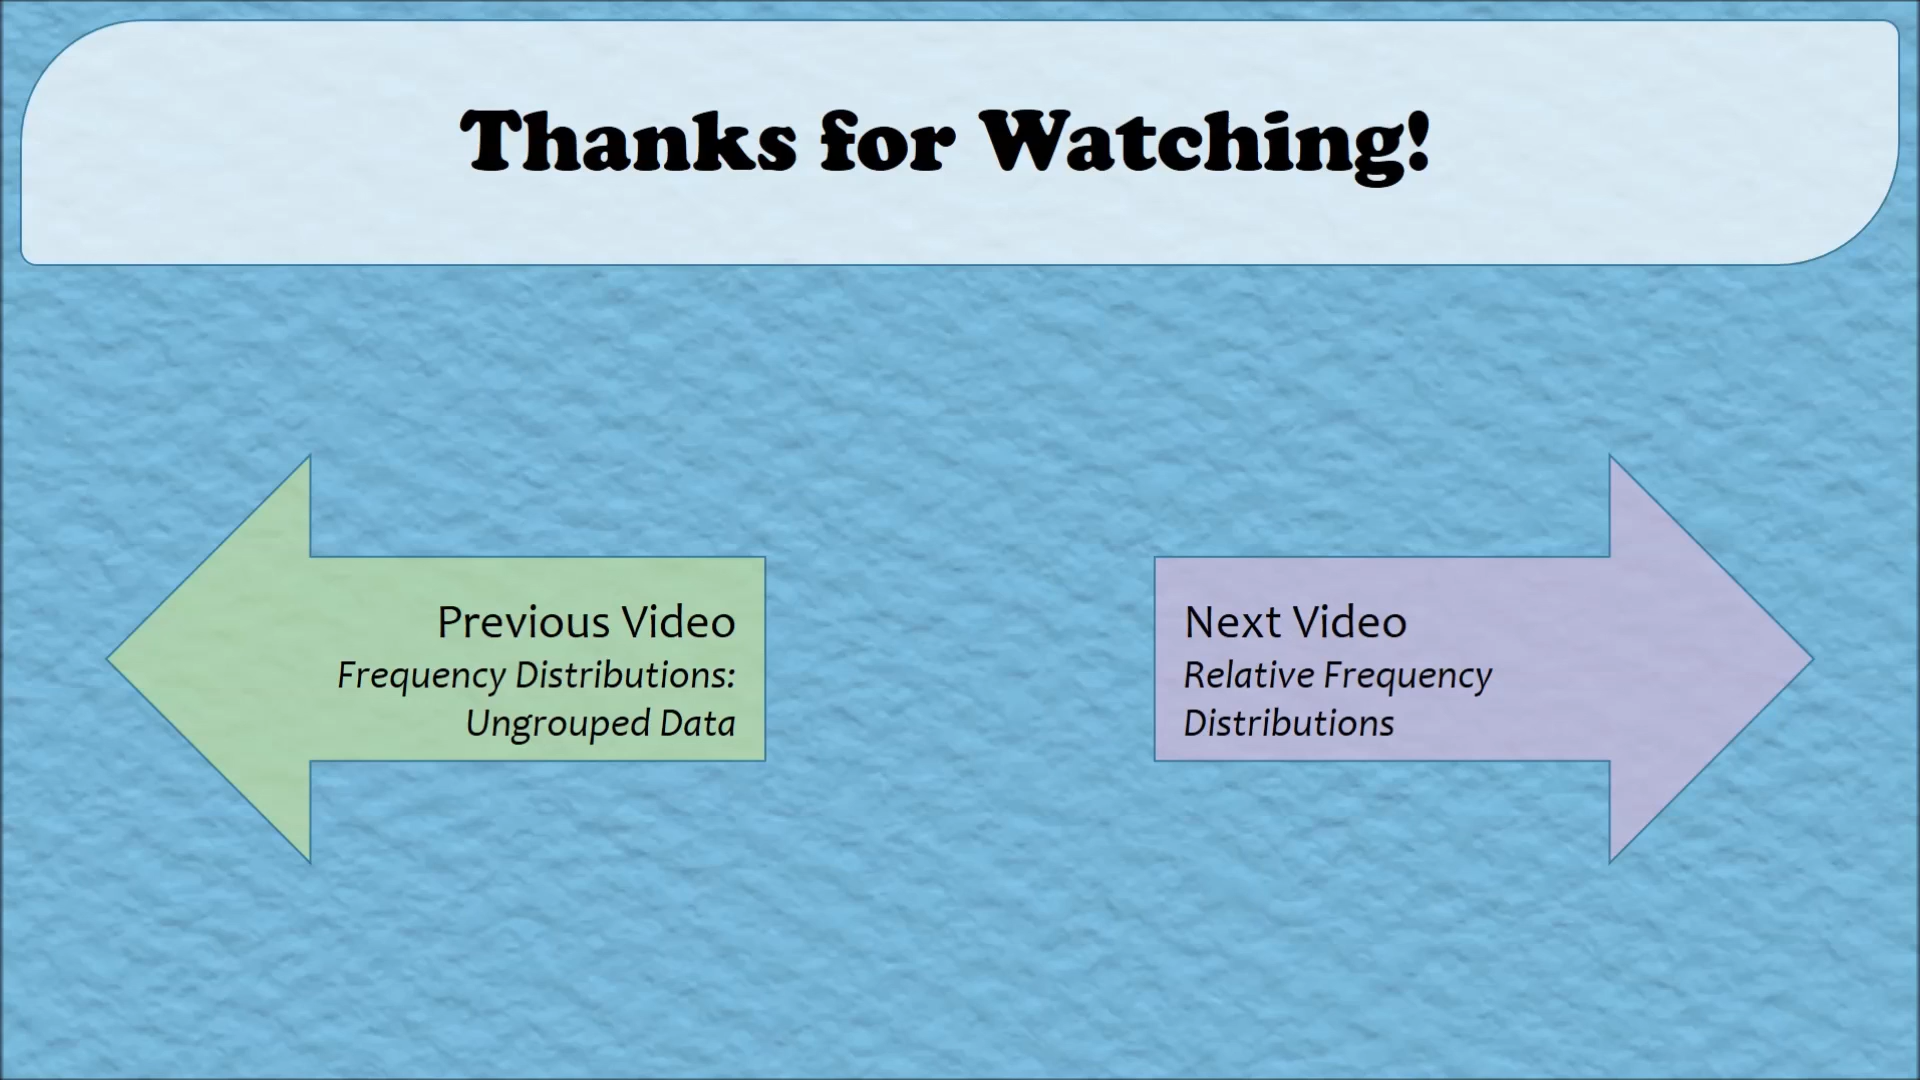 Thanks for Watching!
Previous Video
Frequency Distributions:
Ungrouped Data
Next Video
Relative Frequency
Distributions